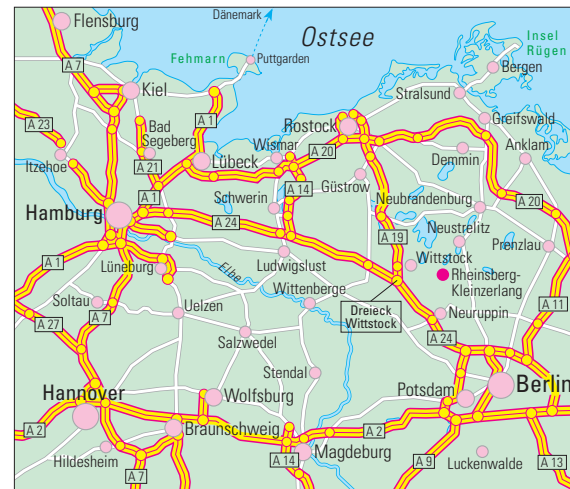 Flensburg
Dänemark
Ostsee
Insel
Rügen
A 7
Fehmarn
Puttgarden
Bergen
Kiel
Stralsund
A 23
Bad
Segeberg
A 1
Rostock
Greifswald
Itzehoe
A 21
Lübeck
Wismar
A 20
Demmin
Anklam
A 1
Schwerin
A 14
Güstrow
Neubrandenburg
A 20
Hamburg
A 24
A 19
Neustrelitz
Prenzlau
A 1
Lüneburg
Elbe
Ludwigslust
Wittstock
Rheinsberg-
Kleinzerlang
Soltau
Uelzen
Wittenberge
Dreieck
Wittstock
Neuruppin
A 11
A 27
A 7
Salzwedel
A 24
Stendal
Hannover
Wolfsburg
Potsdam
Berlin
A 2
Braunschweig
A 2
Hildesheim
A 7
A 14
Magdeburg
A 9
Luckenwalde
A 13